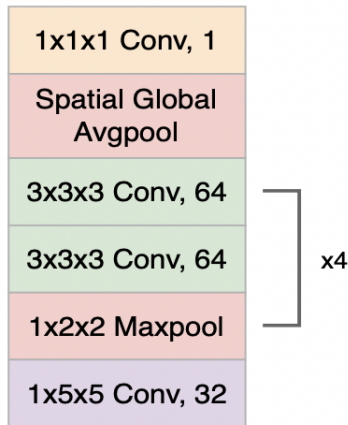 1x1x1 Conv, 1
Spatial Global
Avgpool
3x3x3 Conv, 64
3x3x3 Conv, 64
x4
1x2x2 Maxpool
1x5x5 Conv, 32